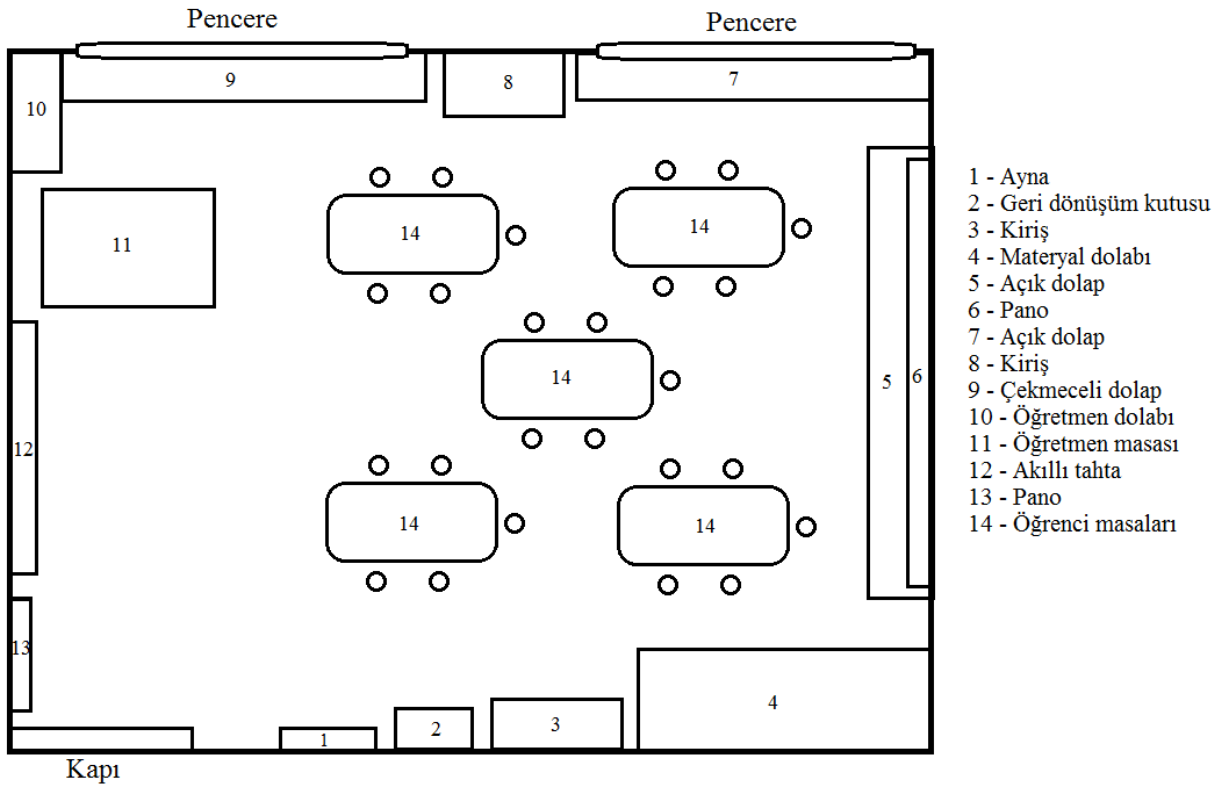 Pencere
Pencere
9
8
7
10
14
14
11
14
5
6
12
14
14
13
4
3
2
1
Kapı
1 - Ayna
2 - Geri dönüşüm kutusu
3 - Kiriş
4 - Materyal dolabı
5 - Açık dolap
6 - Pano
7 - Açık dolap
8 - Kiriş
9 - Çekmeceli dolap
10 - Öğretmen dolabı
11 - Öğretmen masası
12 - Akıllı tahta
13 - Pano
14 - Öğrenci masaları